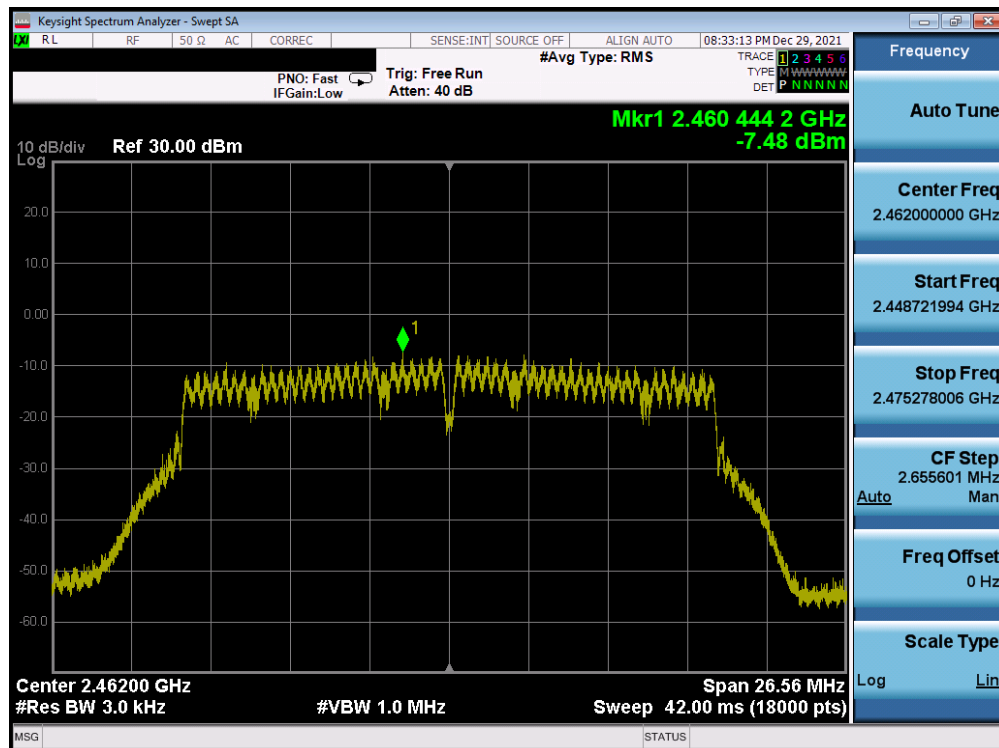 Keysight Spectrum Analyzer - Swept SA
LXI RL RF 50 Ω AC CORREC SENSE:INT SOURCE OFF ALIGN AUTO 08:33:13 PM Dec 29, 2021
#Avg Type: RMS TRACE 1 2 3 4 5 6
PNO: Fast Trig: Free Run TYPE M WWWWW
IFGain:Low Atten: 40 dB DET P N N N N N
Mkr1 2.460 444 2 GHz
-7.48 dBm
10 dB/div Ref 30.00 dBm
Log
20.0
10.0
0.00
1
-10.0
-20.0
-30.0
-40.0
-50.0
-60.0
Center 2.46200 GHz Span 26.56 MHz
#Res BW 3.0 kHz #VBW 1.0 MHz Sweep 42.00 ms (18000 pts)
MSG STATUS
Frequency
Auto Tune
Center Freq
2.462000000 GHz
Start Freq
2.448721994 GHz
Stop Freq
2.475278006 GHz
CF Step
2.655601 MHz
Auto Man
Freq Offset
0 Hz
Scale Type
Log Lin